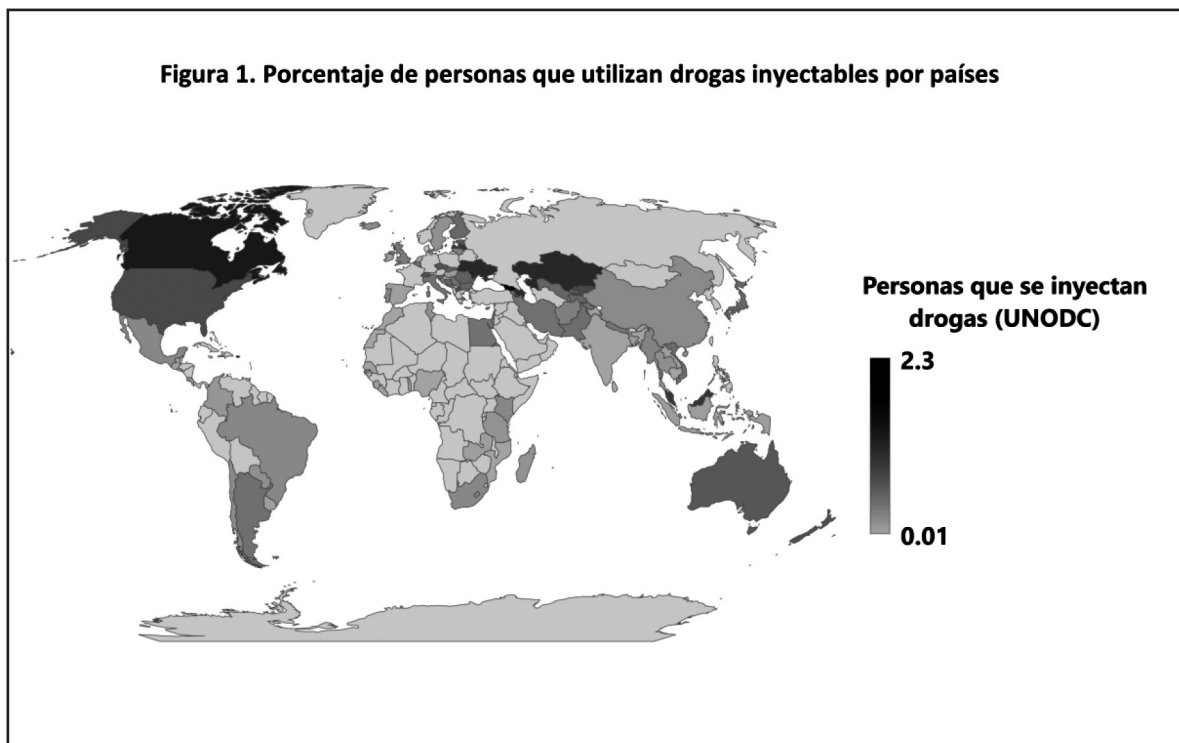 Figura 1. Porcentaje de personas que utilizan drogas inyectables por países
Personas que se inyectan
drogas (UNODC)
2.3
0.01